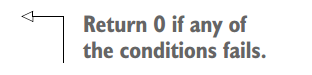 Return 0 if any of
the conditions fails.